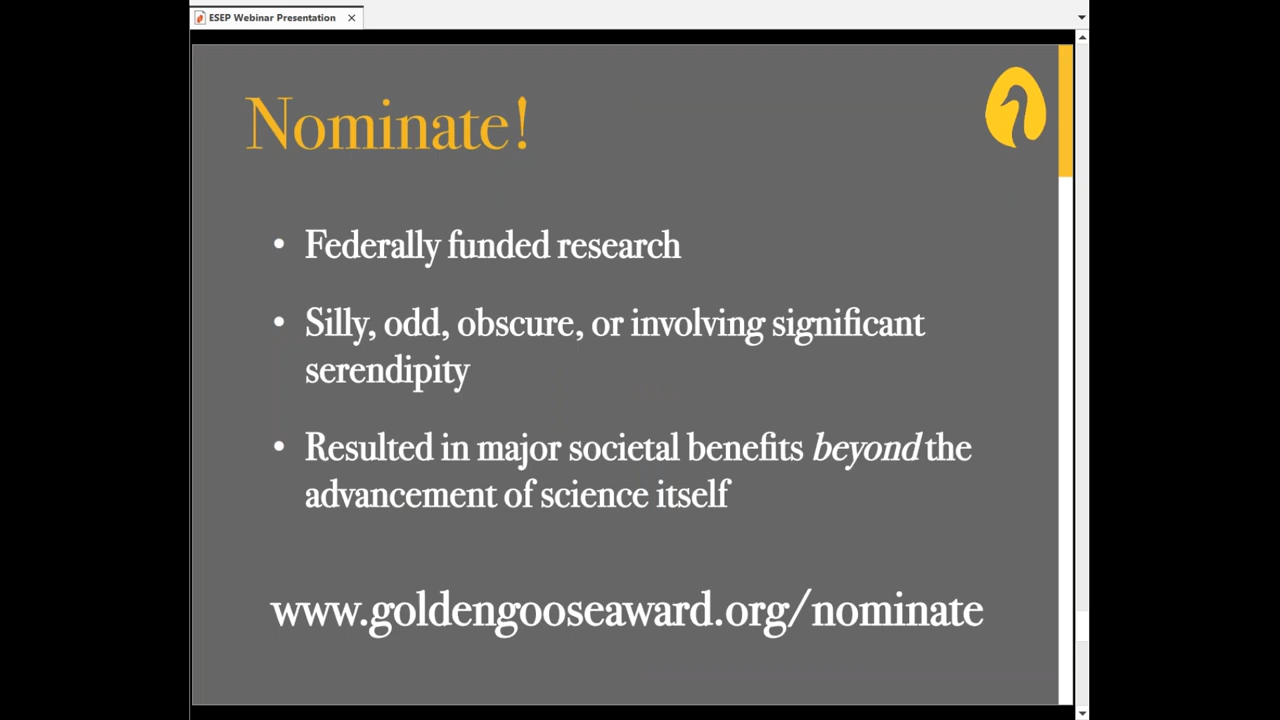 ESEP Webinar Presentation
Nominate!
• Federally funded research
• Silly, odd, obscure, or involving significant
serendipity
• Resulted in major societal benefits beyond the
advancement of science itself
www.goldengooseaward.org/nominate